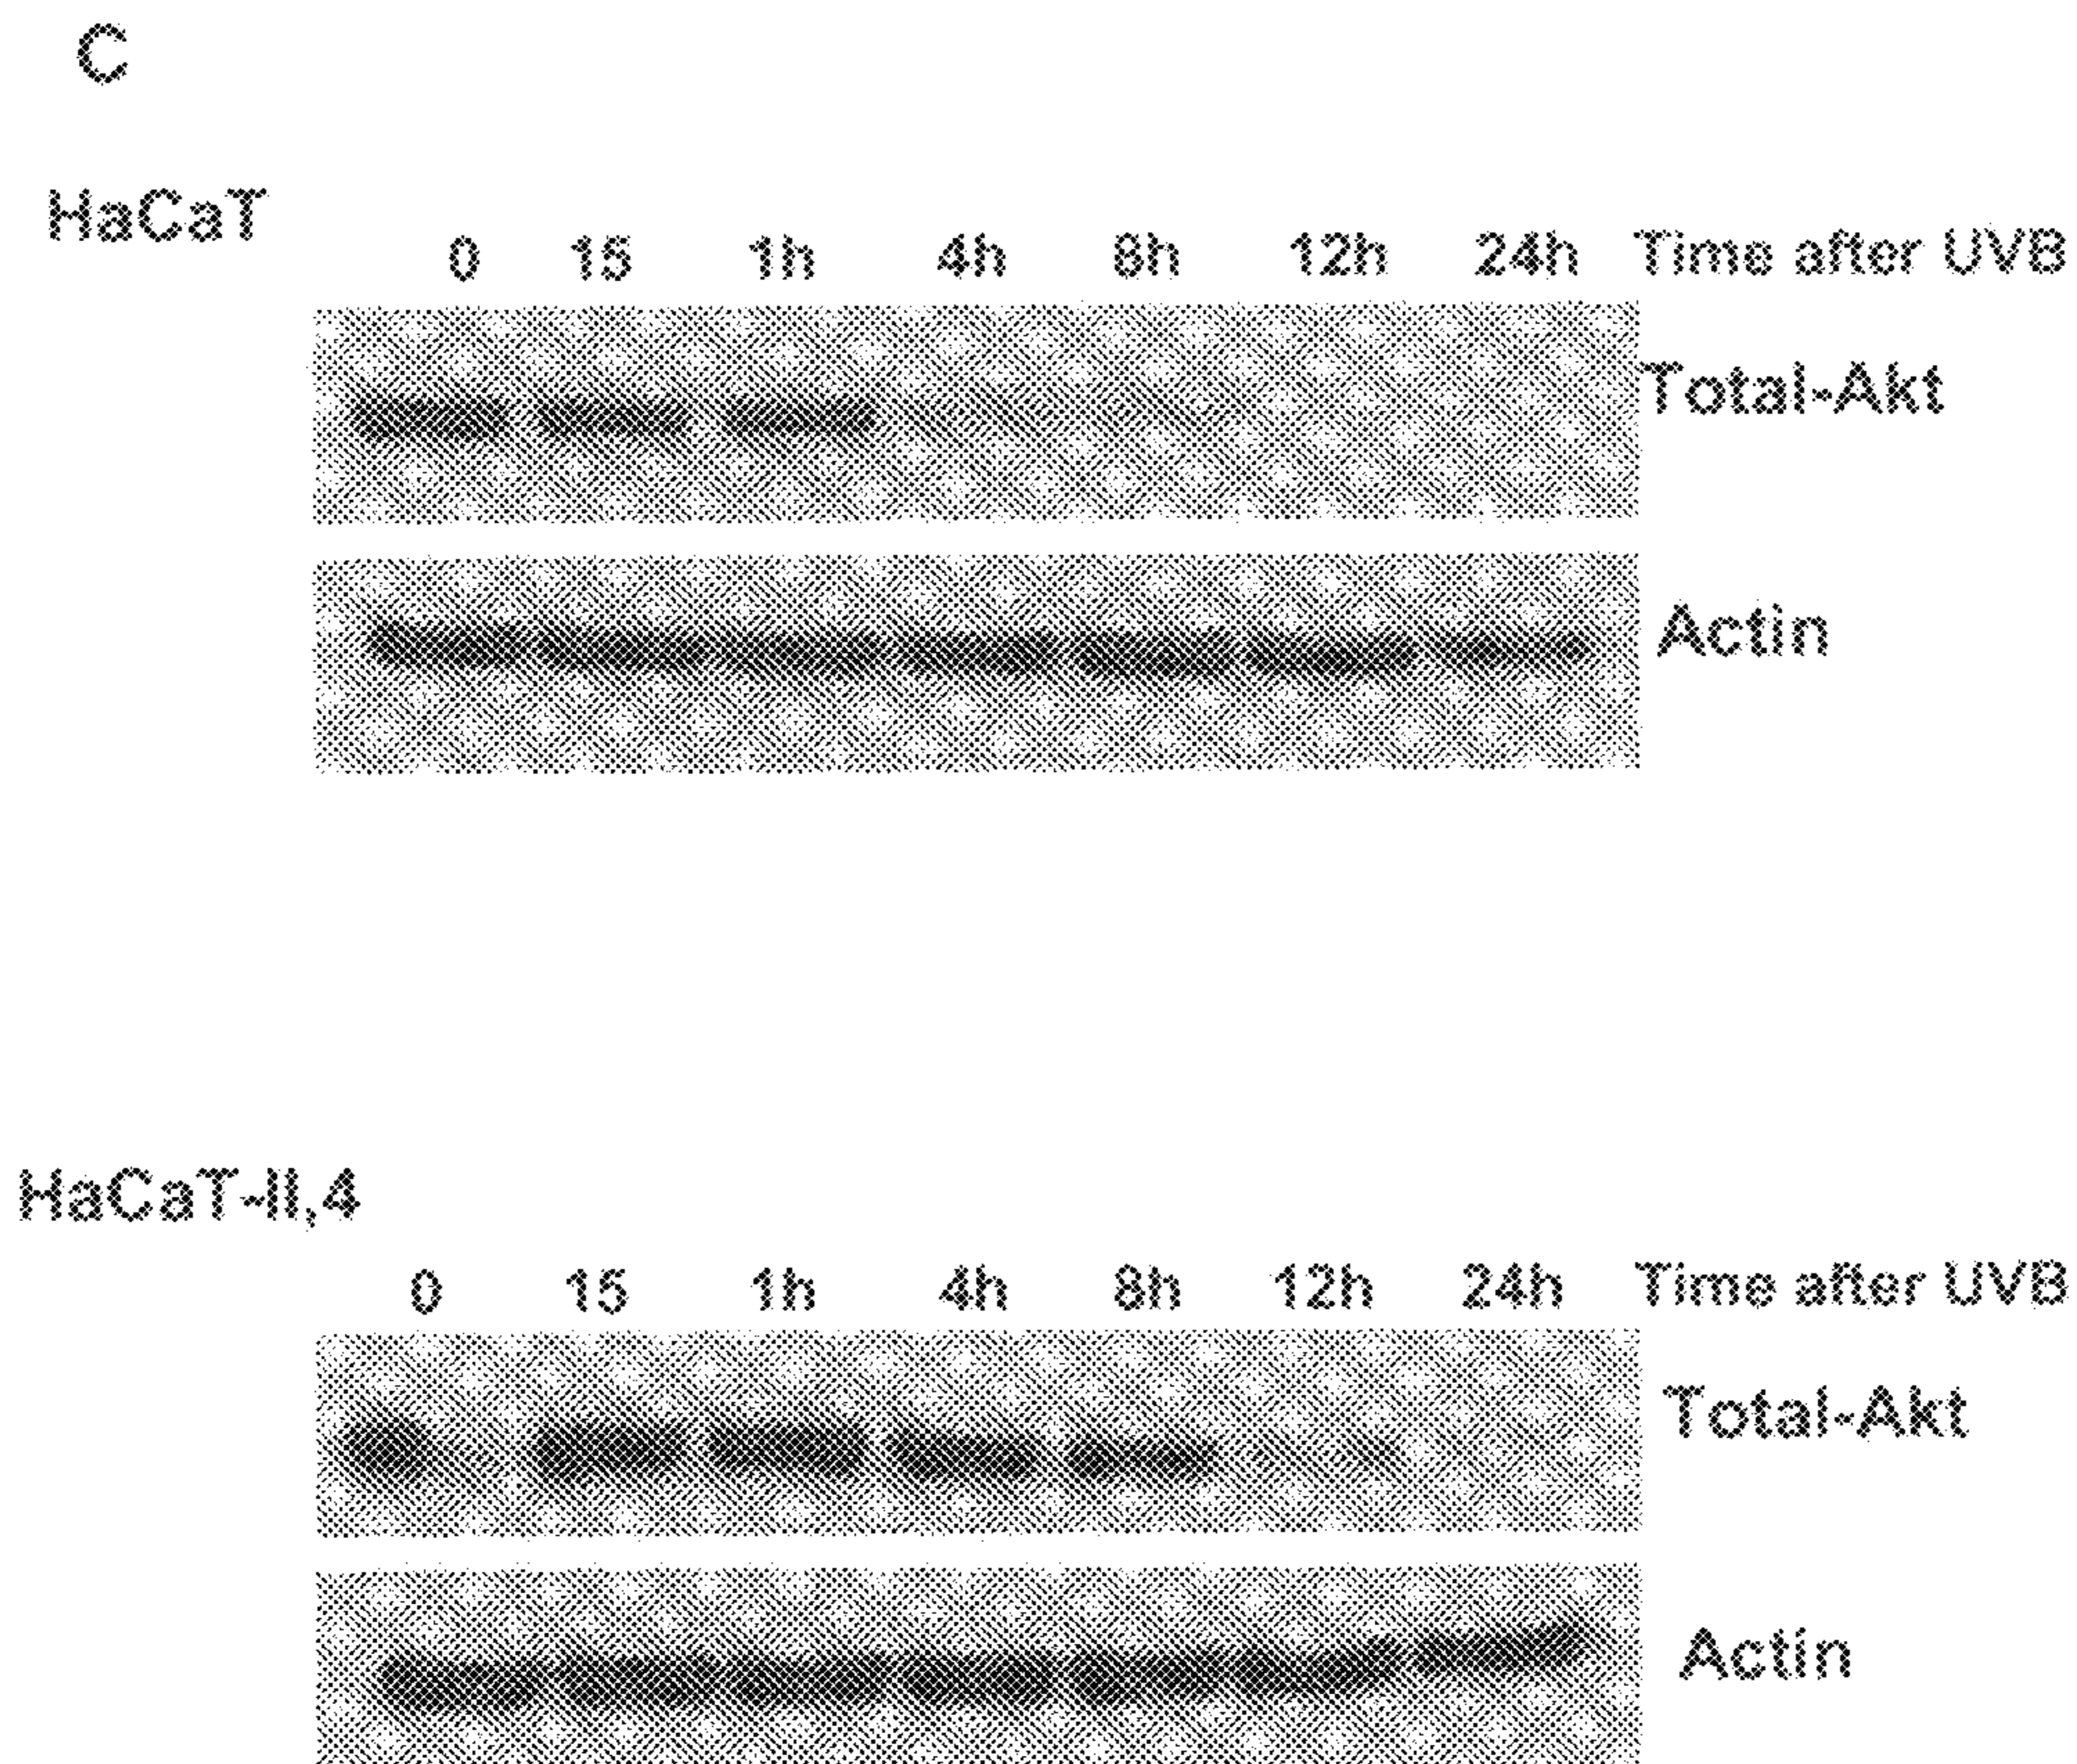 C
HaCaT
0 15 1h 4h 8h 12h 24h Time after UVB
Total-Akt
Actin
HaCaT-II,4
0 15 1h 4h 8h 12h 24h Time after UVB
Total-Akt
Actin